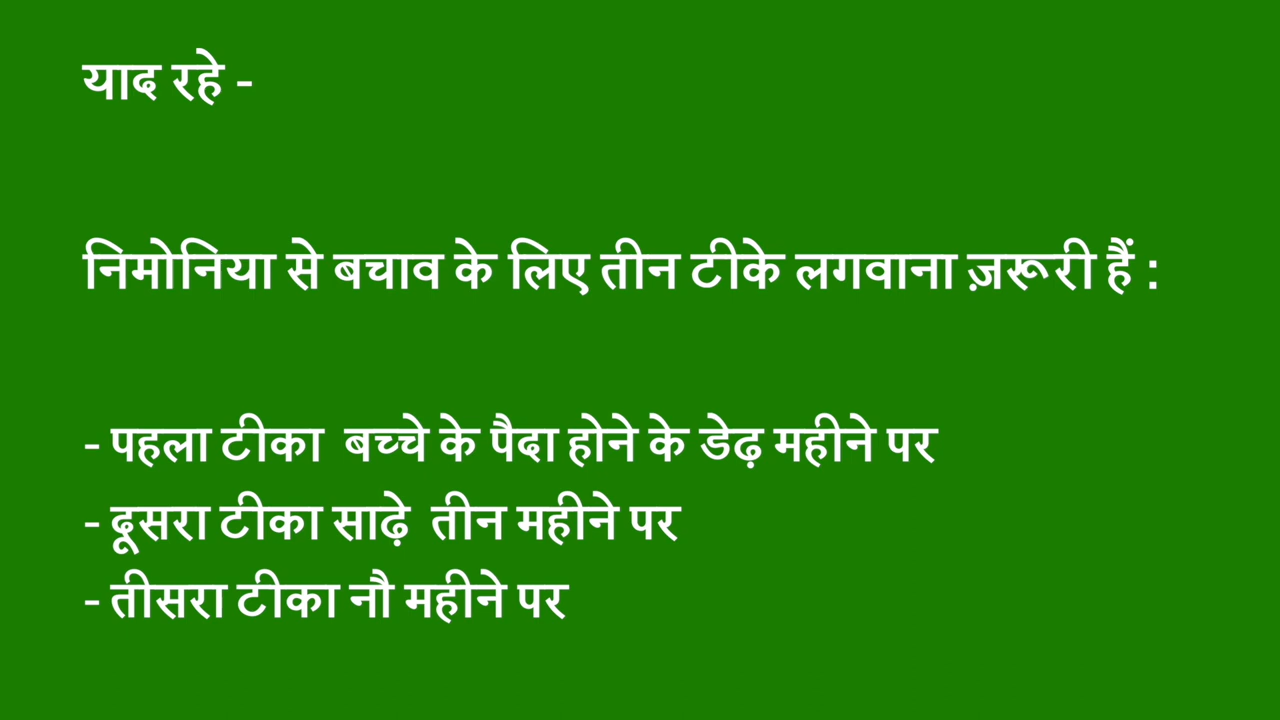 याद रहे -
निमोनिया से बचाव के लिए तीन टीके लगवाना ज़रूरी हैं :
- पहला टीका बच्चे के पैदा होने के डेढ़ महीने पर
- दूसरा टीका साढ़े तीन महीने पर
- तीसरा टीका नौ महीने पर